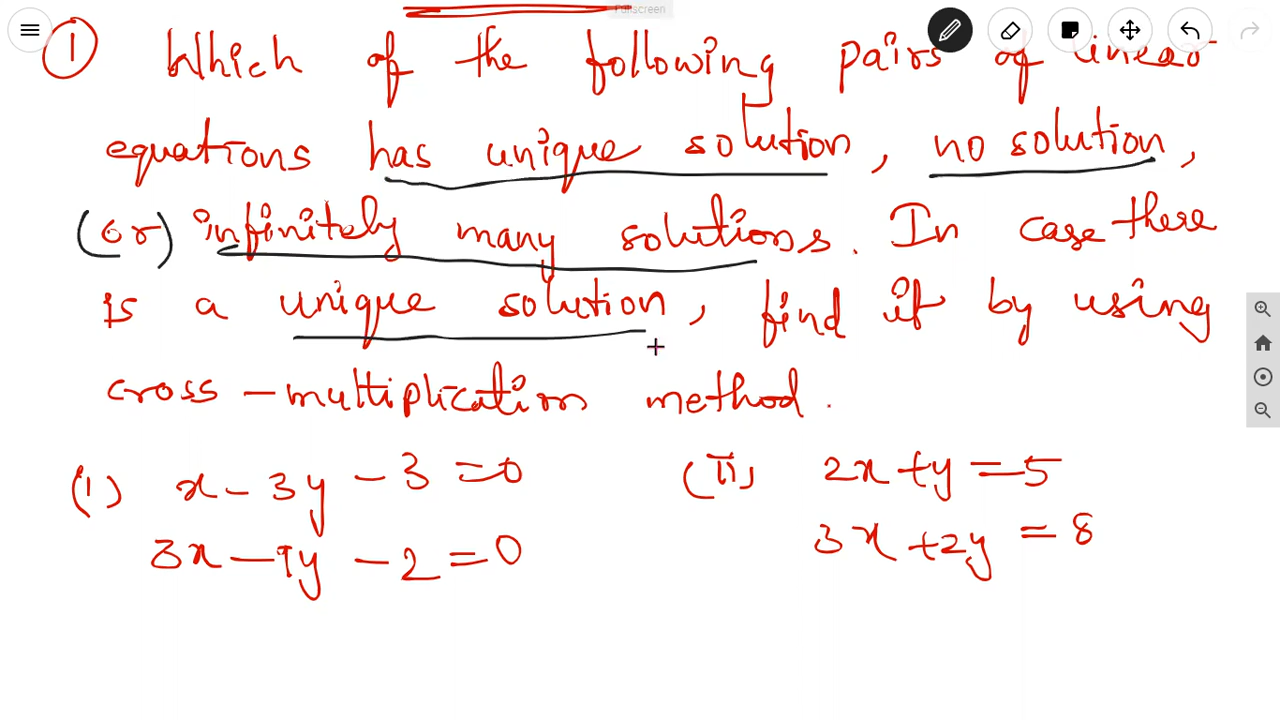 Fullscreen
① Which of the following pairs of linear
equations has unique solution, no solution,
(or) infinitely many solutions. In case there
is a unique solution, find it by using
cross-multiplication method.
(i) x - 3y - 3 = 0
3x - 9y - 2 = 0
(ii) 2x + y = 5
3x + 2y = 8